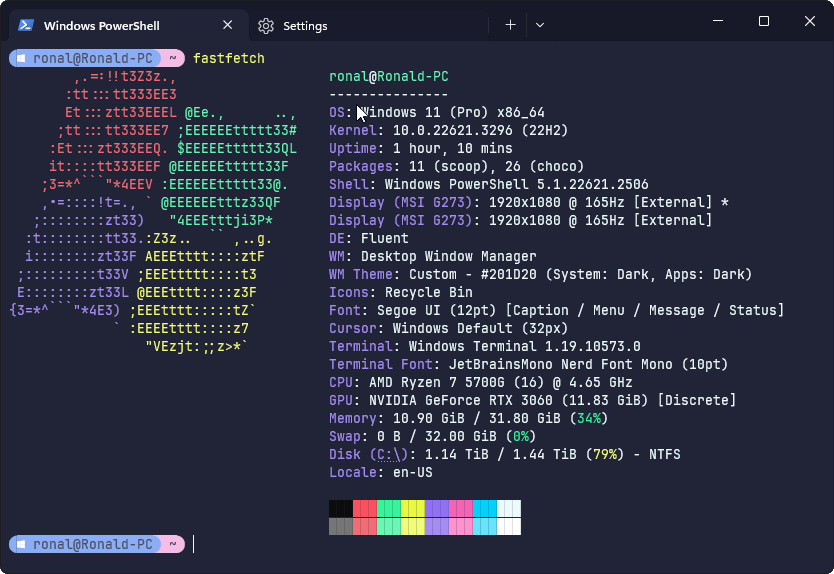 Windows PowerShell
Settings
ronal@Ronald-PC ~ fastfetch
,.=:!!t3Z3z.,
:tt:::tt333EE3
Et:::ztt33EEEL @Ee., ..,
;tt:::tt333EE7 ;EEEEEEttttt33#
:Et:::zt333EEQ. $EEEEEttttt33QL
it::::tt333EEF @EEEEEEttttt33F
;3=*^```"*4EEV :EEEEEEttttt33@.
,.=::::!t=., ` @EEEEEEtttz33QF
;::::::::zt33) "4EEEtttji3P*
:t::::::::tt33.:Z3z.. `` ,..g.
i::::::::zt33F AEEEtttt::::ztF
;:::::::::t33V ;EEEttttt::::t3
E::::::::zt33L @EEEtttt::::z3F
{3=*^```"*4E3) ;EEEtttt:::::tZ`
` :EEEEtttt::::z7
"VEzjt:;;z>*`
ronal@Ronald-PC
---------------
OS: Windows 11 (Pro) x86_64
Kernel: 10.0.22621.3296 (22H2)
Uptime: 1 hour, 10 mins
Packages: 11 (scoop), 26 (choco)
Shell: Windows PowerShell 5.1.22621.2506
Display (MSI G273): 1920x1080 @ 165Hz [External] *
Display (MSI G273): 1920x1080 @ 165Hz [External]
DE: Fluent
WM: Desktop Window Manager
WM Theme: Custom - #201D20 (System: Dark, Apps: Dark)
Icons: Recycle Bin
Font: Segoe UI (12pt) [Caption / Menu / Message / Status]
Cursor: Windows Default (32px)
Terminal: Windows Terminal 1.19.10573.0
Terminal Font: JetBrainsMono Nerd Font Mono (10pt)
CPU: AMD Ryzen 7 5700G (16) @ 4.65 GHz
GPU: NVIDIA GeForce RTX 3060 (11.83 GiB) [Discrete]
Memory: 10.90 GiB / 31.80 GiB (34%)
Swap: 0 B / 32.00 GiB (0%)
Disk (C:\): 1.14 TiB / 1.44 TiB (79%) - NTFS
Locale: en-US
ronal@Ronald-PC ~